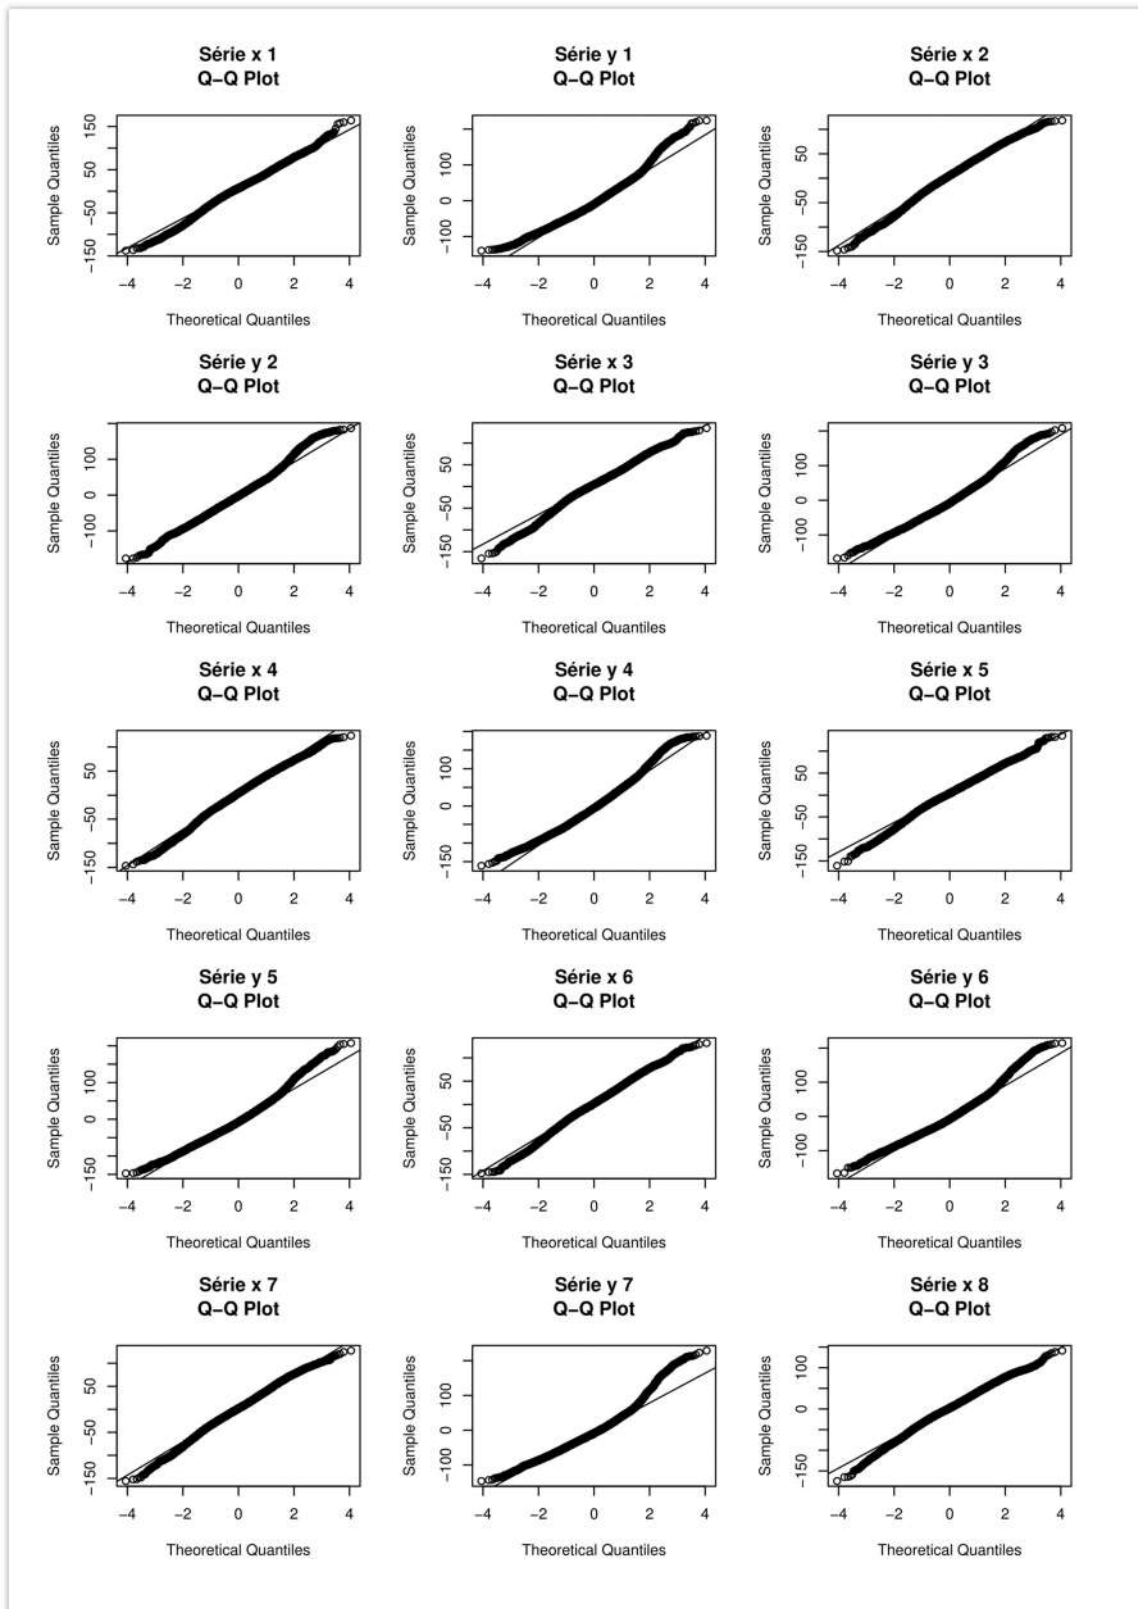 Série x 1 Série y 1 Série x 2
Q−Q Plot Q−Q Plot Q−Q Plot
Sample Quantiles Sample Quantiles Sample Quantiles
−150 −50 50 150 −100 0 100 −150 −50 50
−4 −2 0 2 4 −4 −2 0 2 4 −4 −2 0 2 4
Theoretical Quantiles Theoretical Quantiles Theoretical Quantiles
Série y 2 Série x 3 Série y 3
Q−Q Plot Q−Q Plot Q−Q Plot
Sample Quantiles Sample Quantiles Sample Quantiles
−100 0 100 −150 −50 50 −100 0 100
−4 −2 0 2 4 −4 −2 0 2 4 −4 −2 0 2 4
Theoretical Quantiles Theoretical Quantiles Theoretical Quantiles
Série x 4 Série y 4 Série x 5
Q−Q Plot Q−Q Plot Q−Q Plot
Sample Quantiles Sample Quantiles Sample Quantiles
−150 −50 50 −150 0 100 −150 −50 50
−4 −2 0 2 4 −4 −2 0 2 4 −4 −2 0 2 4
Theoretical Quantiles Theoretical Quantiles Theoretical Quantiles
Série y 5 Série x 6 Série y 6
Q−Q Plot Q−Q Plot Q−Q Plot
Sample Quantiles Sample Quantiles Sample Quantiles
−150 0 100 −150 −50 50 −100 0 100
−4 −2 0 2 4 −4 −2 0 2 4 −4 −2 0 2 4
Theoretical Quantiles Theoretical Quantiles Theoretical Quantiles
Série x 7 Série y 7 Série x 8
Q−Q Plot Q−Q Plot Q−Q Plot
Sample Quantiles Sample Quantiles Sample Quantiles
−150 −50 50 −100 0 100 −150 0 100
−4 −2 0 2 4 −4 −2 0 2 4 −4 −2 0 2 4
Theoretical Quantiles Theoretical Quantiles Theoretical Quantiles